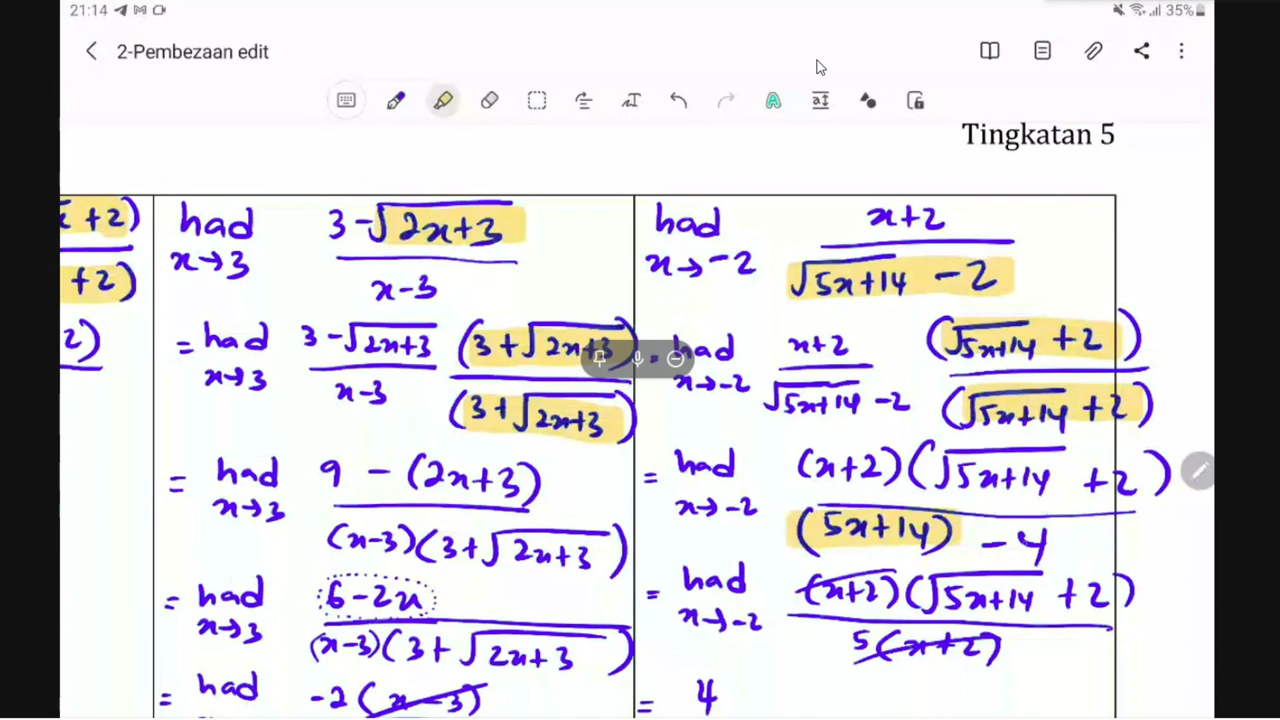 21:14 35%
2-Pembezaan edit
Tingkatan 5
x + 2)
+ 2)
2)
had x→3 3-√(2x+3) / x-3
= had x→3 3-√(2x+3) / x-3 (3+√(2x+3)) / (3+√(2x+3))
= had x→3 9 - (2x+3) / (x-3)(3+√(2x+3))
= had x→3 6-2x / (x-3)(3+√(2x+3))
= had -2(x-3)
had x→-2 x+2 / √(5x+14) -2
= had x→-2 x+2 / √(5x+14) -2 (√(5x+14) +2) / (√(5x+14) +2)
= had x→-2 (x+2)(√(5x+14) +2) / (5x+14) -4
= had x→-2 (x+2)(√(5x+14) +2) / 5(x+2)
= 4